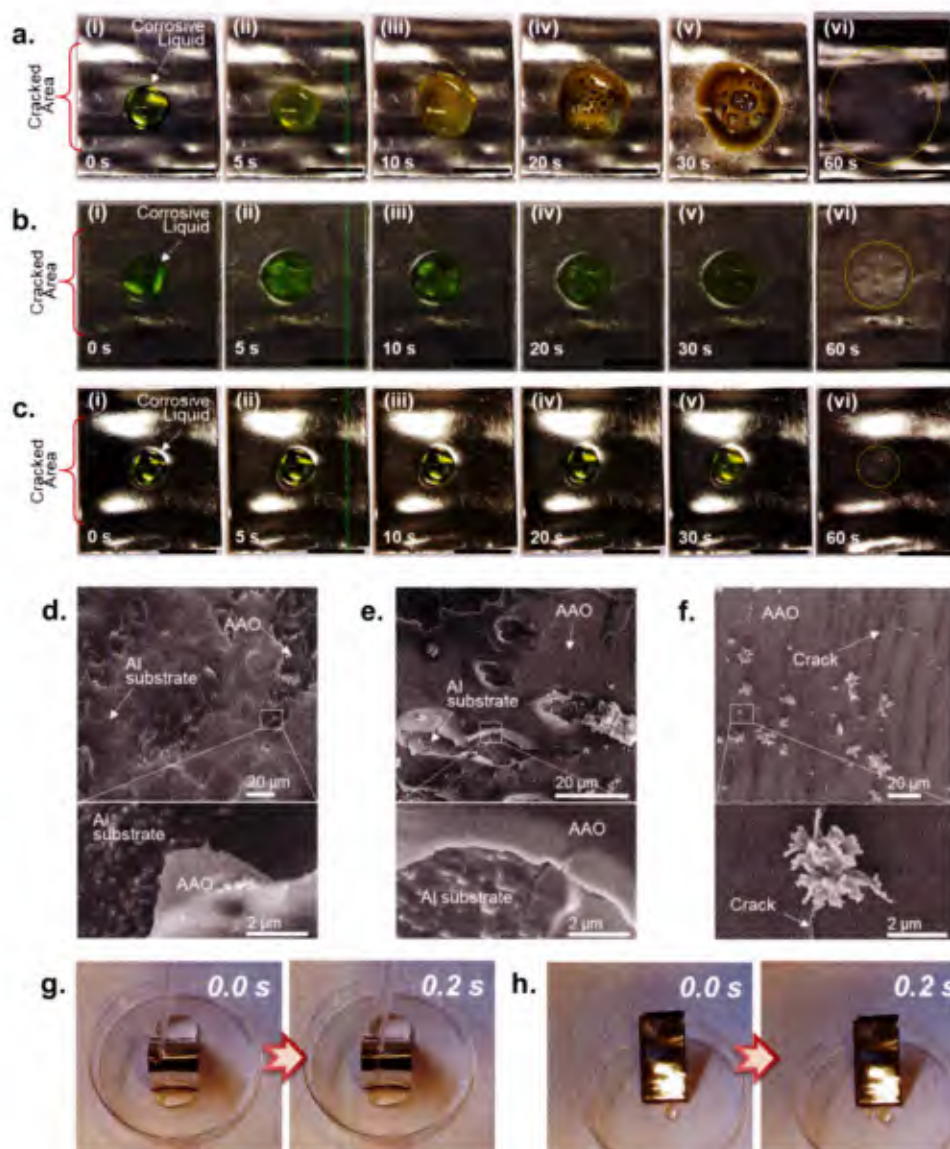 a.
Cracked
Area
(i)
Corrosive
Liquid
0 s
(ii)
5 s
(iii)
10 s
(iv)
20 s
(v)
30 s
(vi)
60 s
b.
Cracked
Area
(i)
Corrosive
Liquid
0 s
(ii)
5 s
(iii)
10 s
(iv)
20 s
(v)
30 s
(vi)
60 s
c.
Cracked
Area
(i)
Corrosive
Liquid
0 s
(ii)
5 s
(iii)
10 s
(iv)
20 s
(v)
30 s
(vi)
60 s
d.
AAO
Al
substrate
20 µm
Al
substrate
AAO
2 µm
e.
AAO
Al
substrate
20 µm
AAO
Al substrate
2 µm
f.
AAO
Crack
20 µm
Crack
2 µm
g.
0.0 s
0.2 s
h.
0.0 s
0.2 s